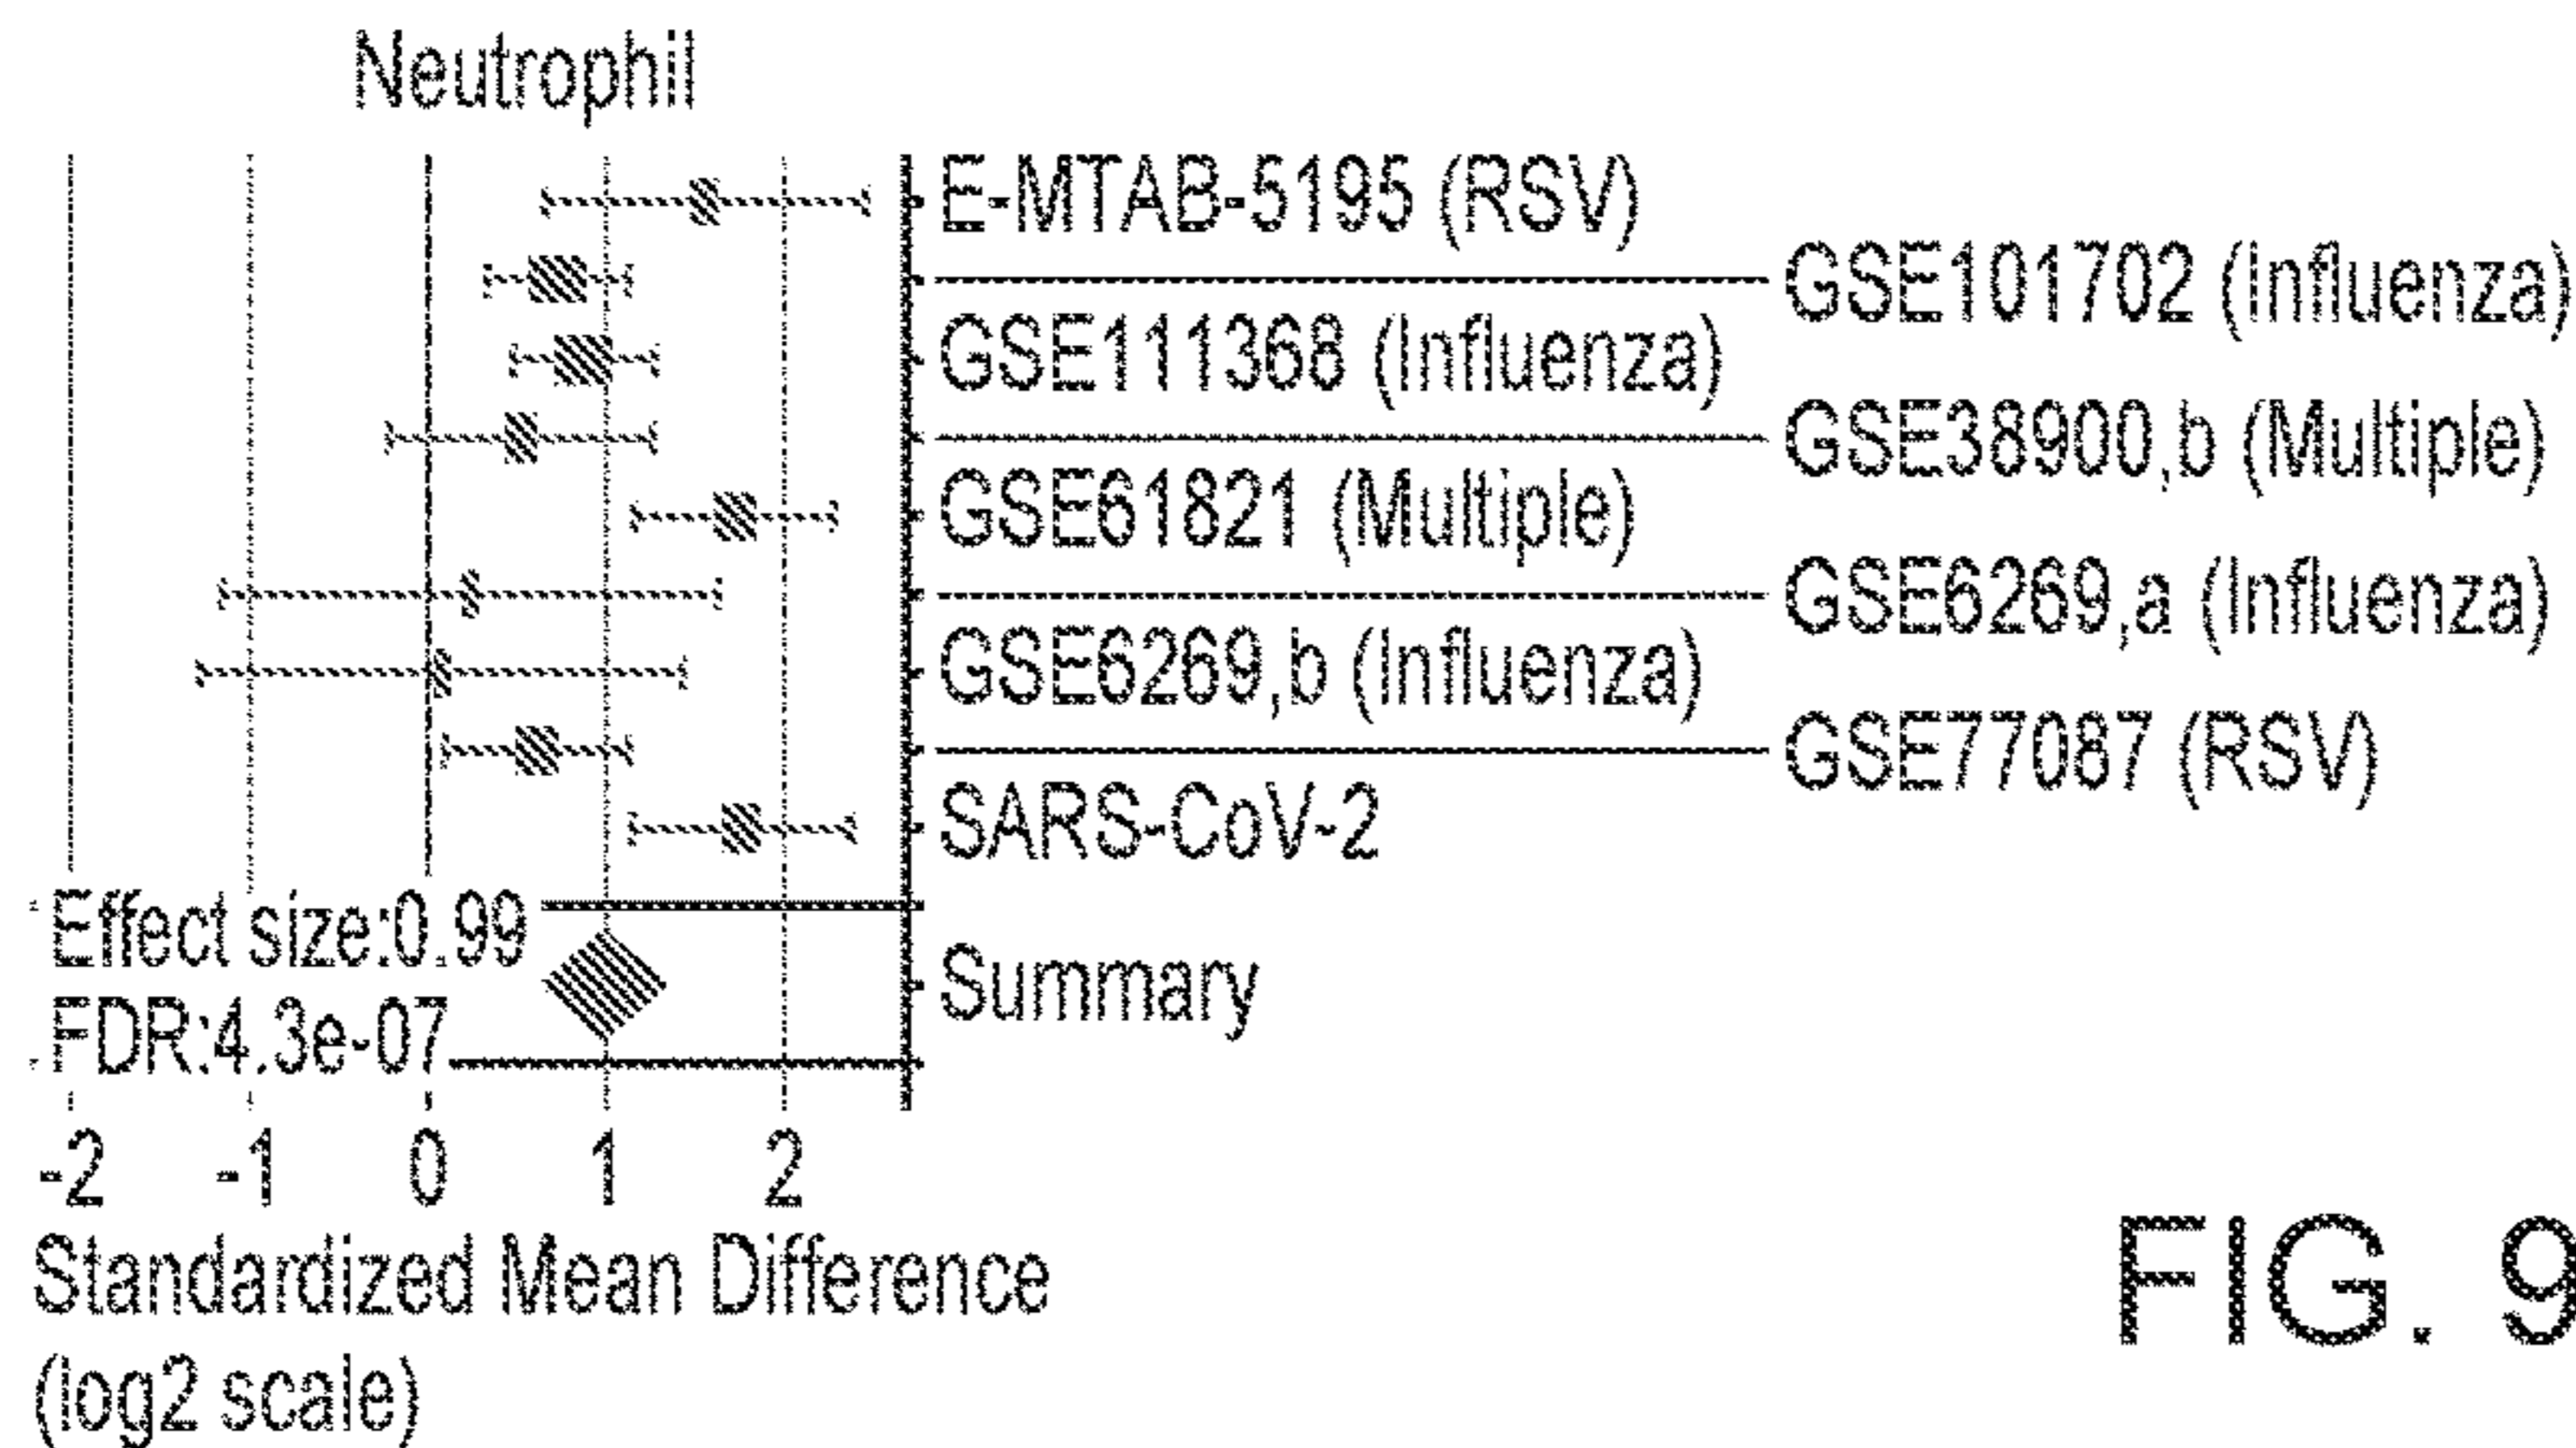 Neutrophil
E-MTAB-5195 (RSV)
GSE101702 (Influenza)
GSE111368 (Influenza)
GSE38900,b (Multiple)
GSE61821 (Multiple)
GSE6269,a (Influenza)
GSE6269,b (Influenza)
GSE77087 (RSV)
SARS-CoV-2
Effect size:0.99
Summary
FDR:4.3e-07
-2 -1 0 1 2
Standardized Mean Difference
(log2 scale)
FIG. 9